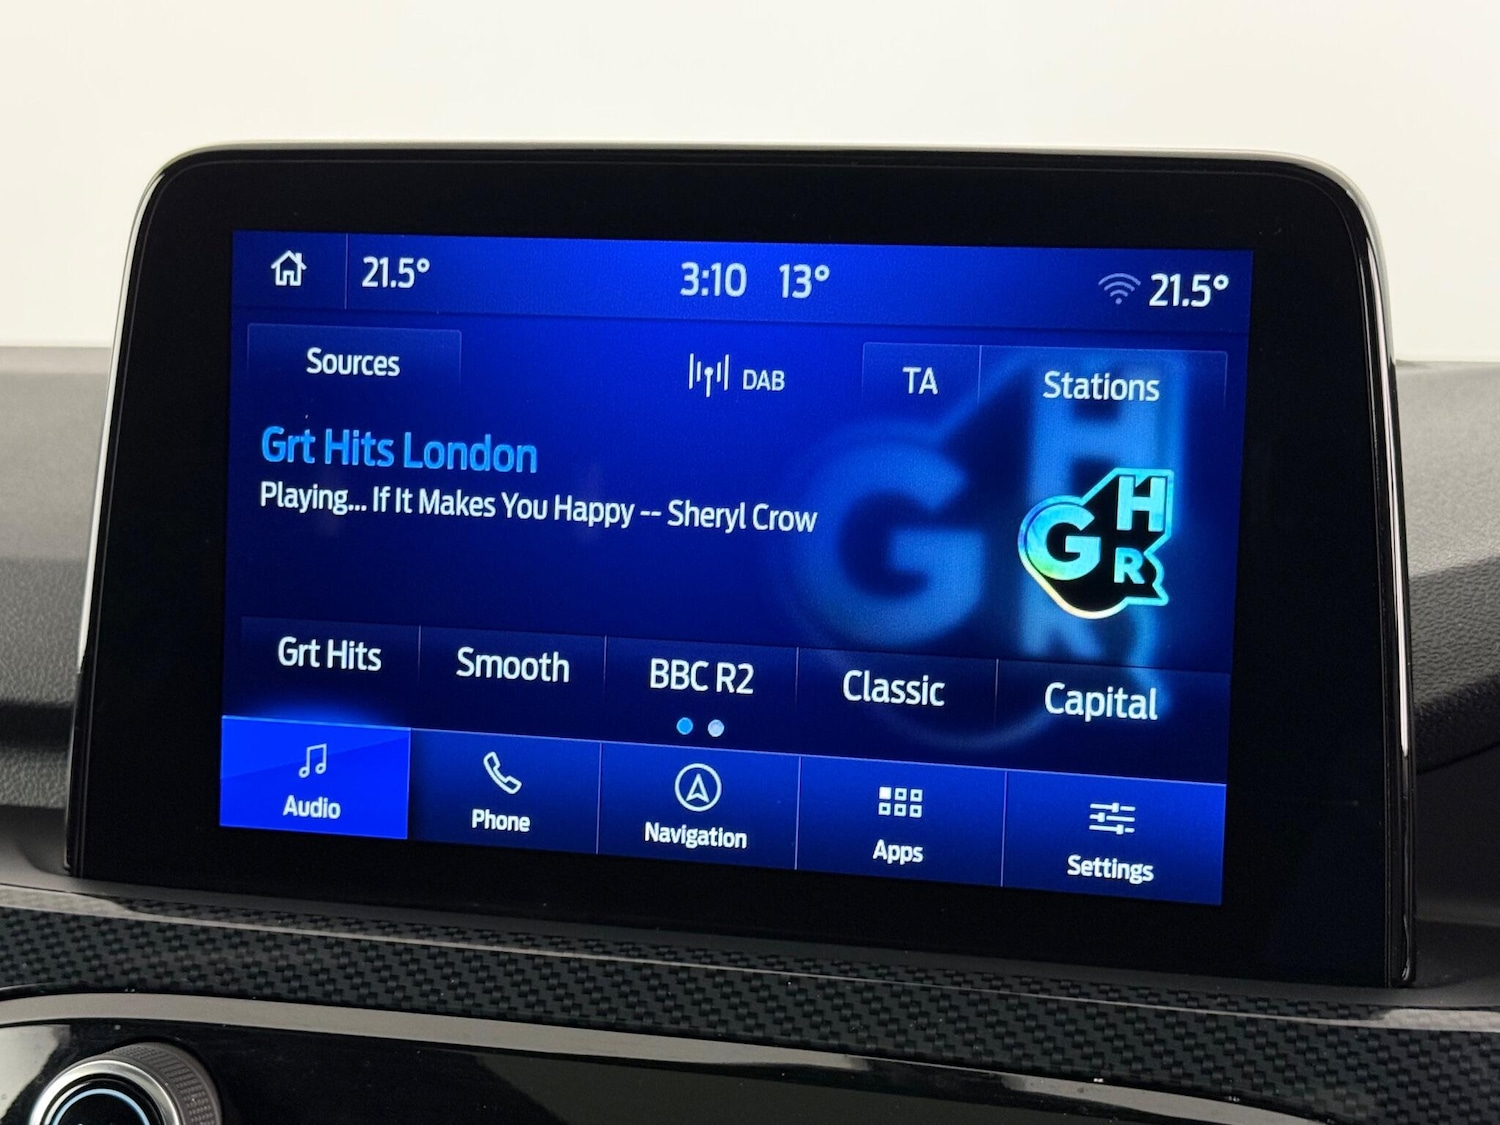 21.5° 3:10 13° 21.5°
Sources DAB TA Stations
Grt Hits London
Playing... If It Makes You Happy -- Sheryl Crow
GHR
Grt Hits Smooth BBC R2 Classic Capital
Audio Phone Navigation Apps Settings